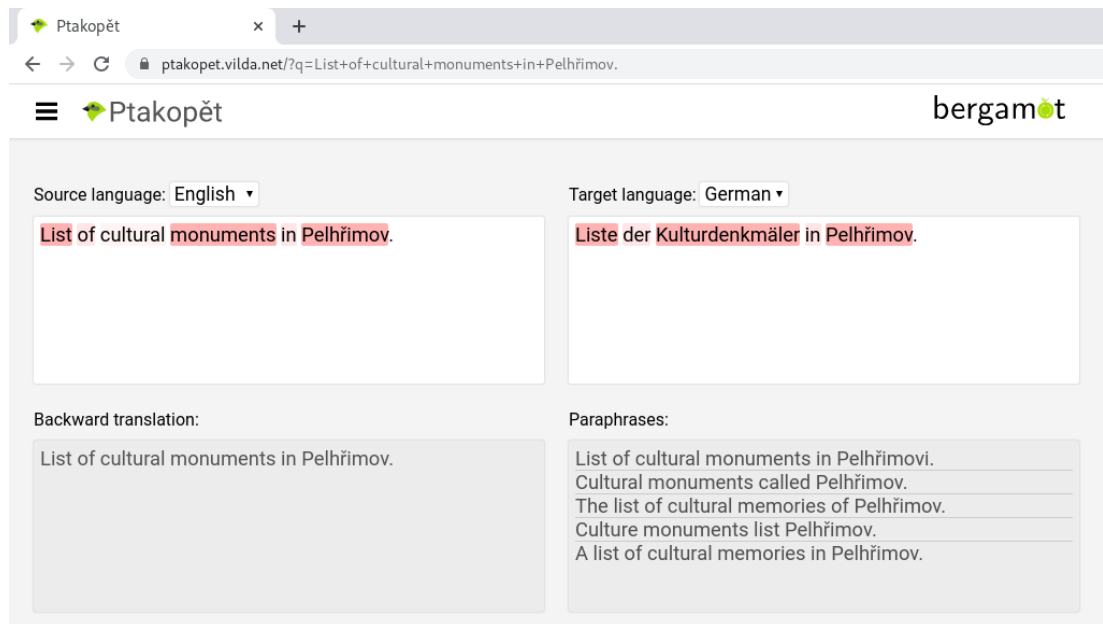 Ptakopět × +
ptakopet.vilda.net/?q=List+of+cultural+monuments+in+Pelhřimov.
Ptakopět bergamot
Source language: English Target language: German
List of cultural monuments in Pelhřimov. Liste der Kulturdenkmäler in Pelhřimov.
Backward translation: Paraphrases:
List of cultural monuments in Pelhřimov. List of cultural monuments in Pelhřimovi.
Cultural monuments called Pelhřimov.
The list of cultural memories of Pelhřimov.
Culture monuments list Pelhřimov.
A list of cultural memories in Pelhřimov.